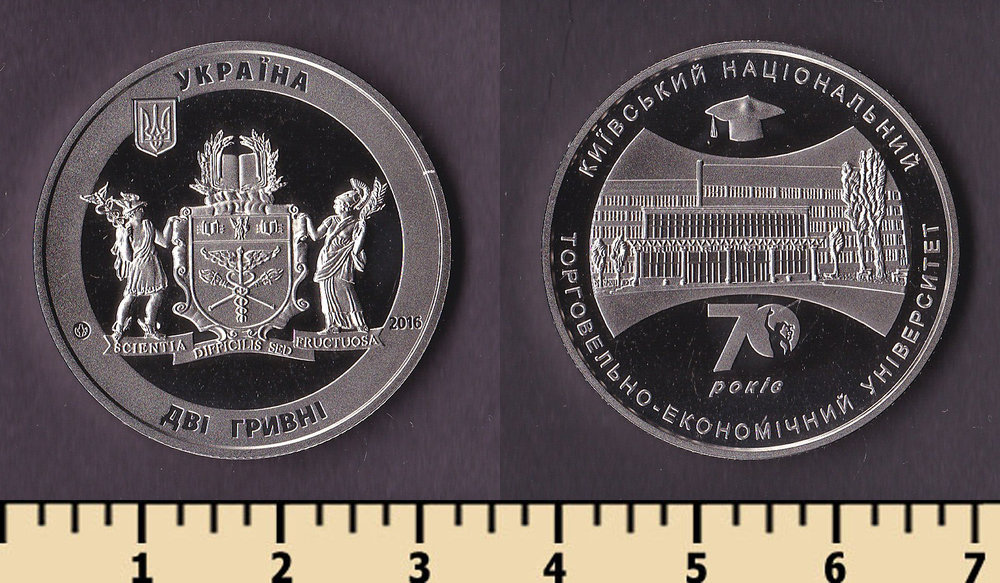 УКРАЇНА
2016
SCIENTIA DIFFICILIS SED FRUCTUOSA
ДВІ ГРИВНІ
КИЇВСЬКИЙ НАЦІОНАЛЬНИЙ
ТОРГОВЕЛЬНО-ЕКОНОМІЧНИЙ УНІВЕРСИТЕТ
70
років
1 2 3 4 5 6 7